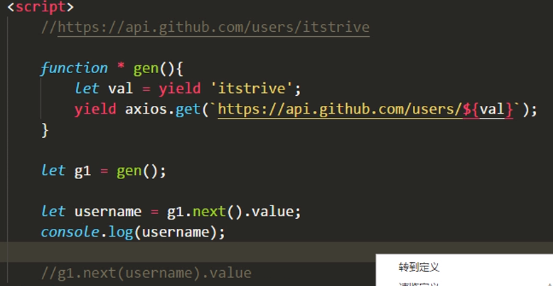 <script>
//https://api.github.com/users/itstrive
function * gen(){
let val = yield 'itstrive';
yield axios.get(`https://api.github.com/users/${val}`);
}
let g1 = gen();
let username = g1.next().value;
console.log(username);
转到定义
//g1.next(username).value